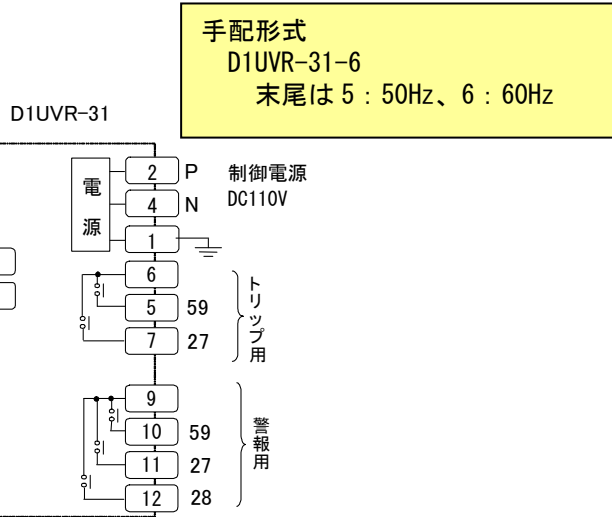 手配形式
D1UVR-31-6
末尾は5:50Hz、6:60Hz
D1UVR-31
電源
2 P 制御電源
4 N DC110V
1
6
5 59
7 27
トリップ用
9
10 59
11 27
12 28
警報用